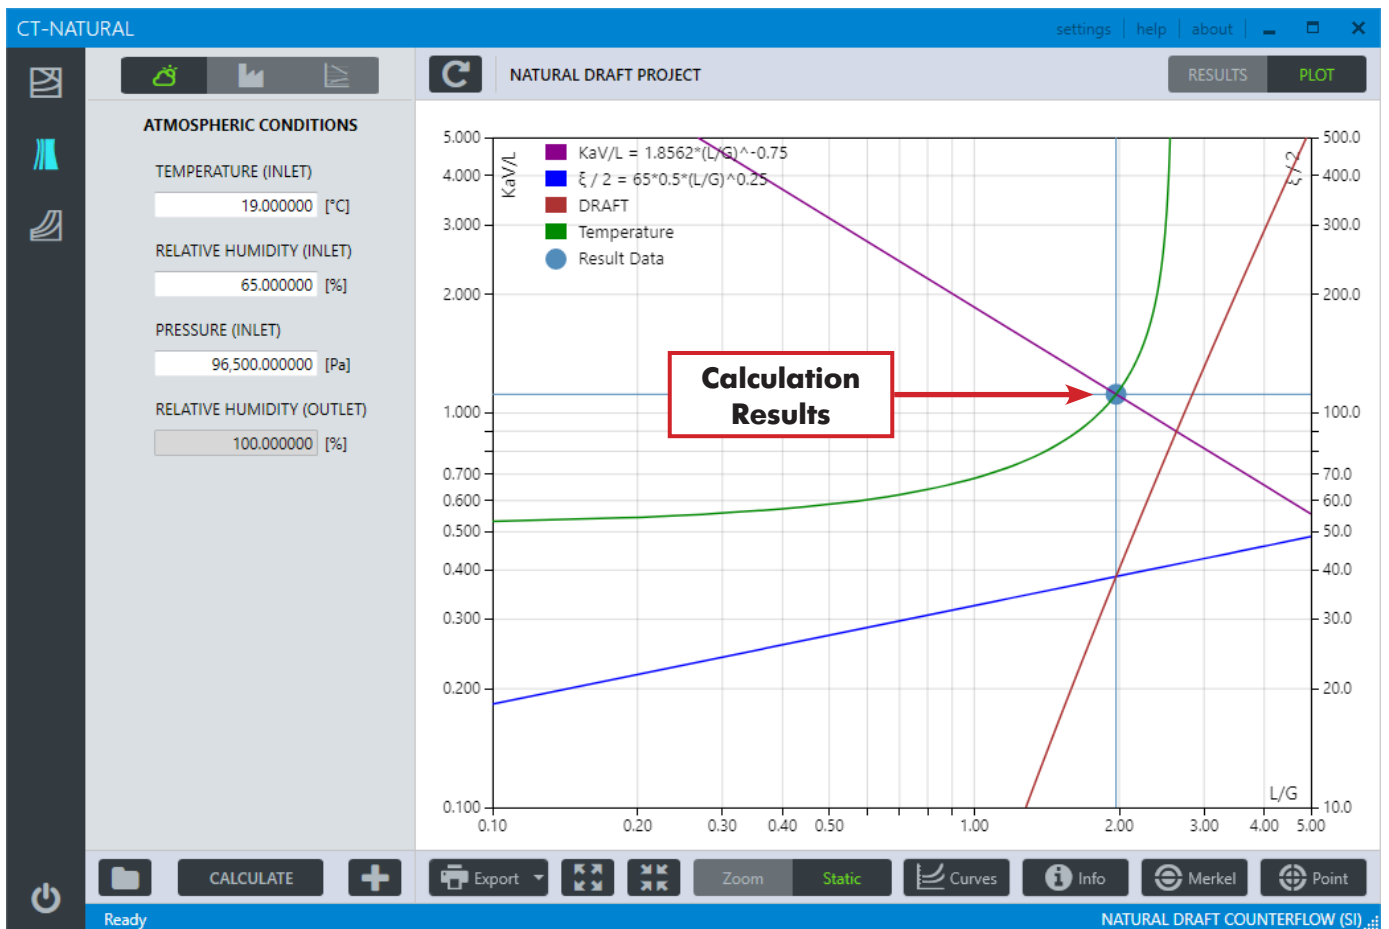 CT-NATURAL
settings help about
NATURAL DRAFT PROJECT
RESULTS PLOT
ATMOSPHERIC CONDITIONS
TEMPERATURE (INLET)
19.000000 [°C]
RELATIVE HUMIDITY (INLET)
65.000000 [%]
PRESSURE (INLET)
96,500.000000 [Pa]
RELATIVE HUMIDITY (OUTLET)
100.000000 [%]
KaV/L
5.000
4.000
3.000
2.000
1.000
0.700
0.600
0.500
0.400
0.300
0.200
0.100
KaV/L = 1.8562*(L/G)^-0.75
ξ / 2 = 65*0.5*(L/G)^0.25
DRAFT
Temperature
Result Data
Calculation
Results
ξ / 2
500.0
400.0
300.0
200.0
100.0
70.0
60.0
50.0
40.0
30.0
20.0
10.0
L/G
0.10 0.20 0.30 0.40 0.50 1.00 2.00 3.00 4.00 5.00
CALCULATE
Export Zoom Static Curves Info Merkel Point
Ready
NATURAL DRAFT COUNTERFLOW (SI)